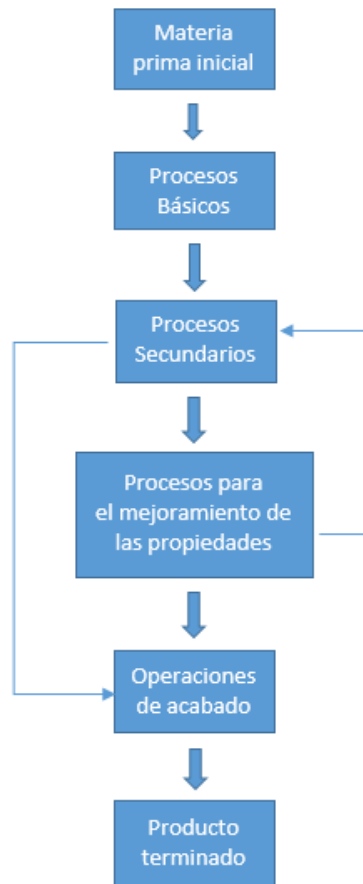 Materia
prima inicial
Procesos
Básicos
Procesos
Secundarios
Procesos para
el mejoramiento de
las propiedades
Operaciones
de acabado
Producto
terminado